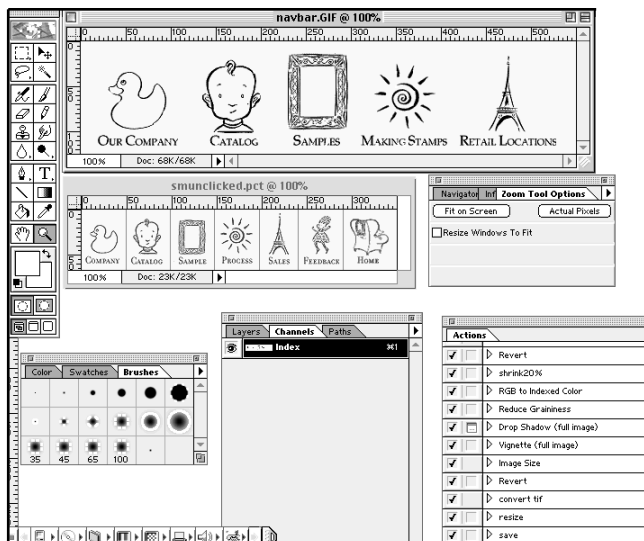 navbar.GIF @ 100%
0 50 100 150 200 250 300 350 400 450 500
OUR COMPANY CATALOG SAMPLES MAKING STAMPS RETAIL LOCATIONS
100% Doc: 68K/68K
smunclicked.pct @ 100%
0 50 100 150 200 250 300
COMPANY CATALOG SAMPLE PROCESS SALES FEEDBACK HOME
100% Doc: 23K/23K
Navigator Inf Zoom Tool Options
Fit on Screen Actual Pixels
Resize Windows To Fit
Layers Channels Paths
Index ⌘1
Color Swatches Brushes
35 45 65 100
Actions
Revert
shrink20%
RGB to Indexed Color
Reduce Graininess
Drop Shadow (full image)
Vignette (full image)
Image Size
Revert
convert tif
resize
save